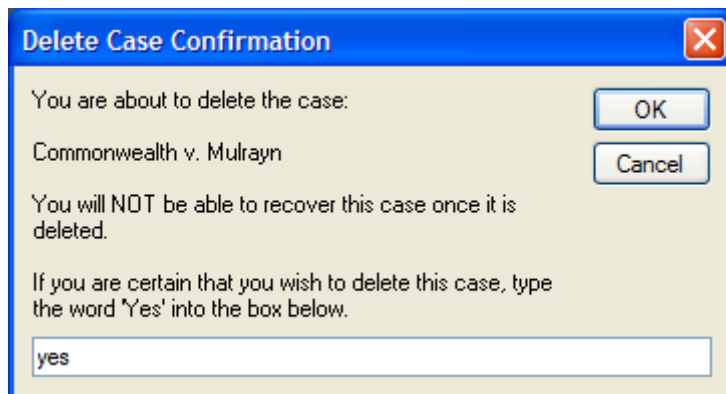 Delete Case Confirmation
You are about to delete the case:
OK
Commonwealth v. Mulrayn
Cancel
You will NOT be able to recover this case once it is
deleted.
If you are certain that you wish to delete this case, type
the word 'Yes' into the box below.
yes